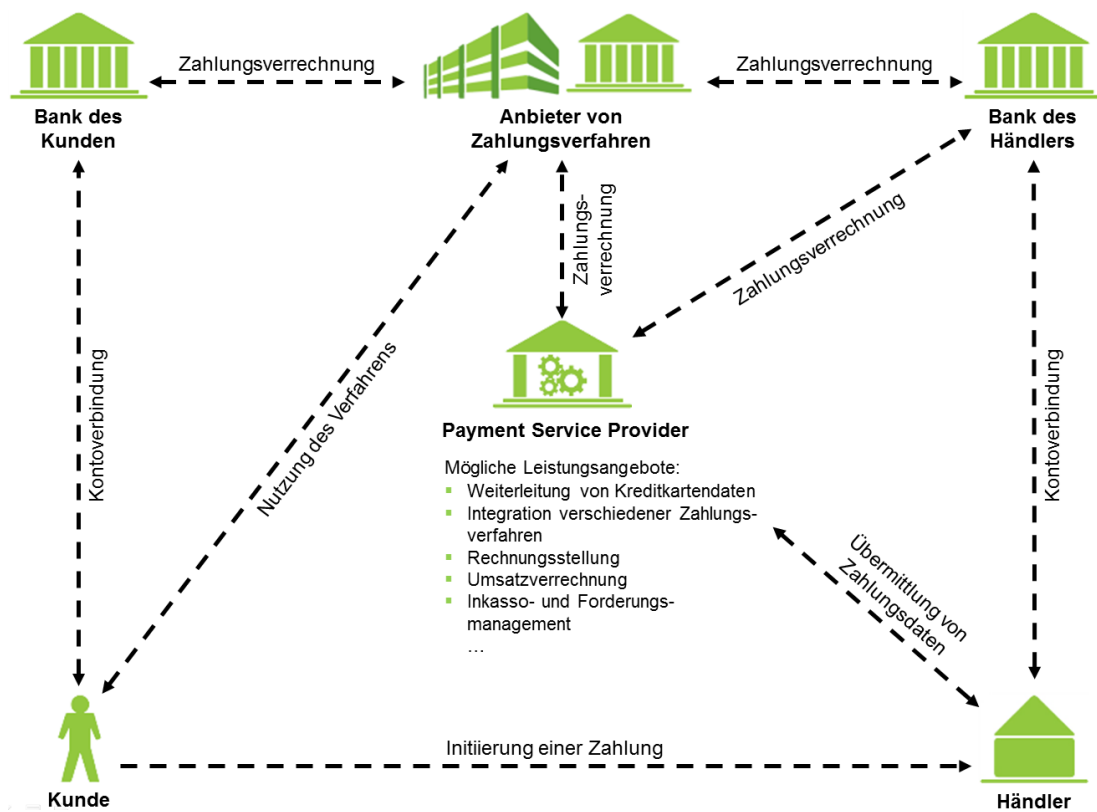 Zahlungsverrechnung
Zahlungsverrechnung
Bank des
Kunden
Anbieter von
Zahlungsverfahren
Bank des
Händlers
Zahlungs-
verrechnung
Zahlungsverrechnung
Kontoverbindung
Nutzung des Verfahrens
Kontoverbindung
Payment Service Provider
Mögliche Leistungsangebote:
Weiterleitung von Kreditkartendaten
Integration verschiedener Zahlungs-
verfahren
Rechnungsstellung
Umsatzverrechnung
Inkasso- und Forderungs-
management
...
Übermittlung von
Zahlungsdaten
Initiierung einer Zahlung
Kunde
Händler